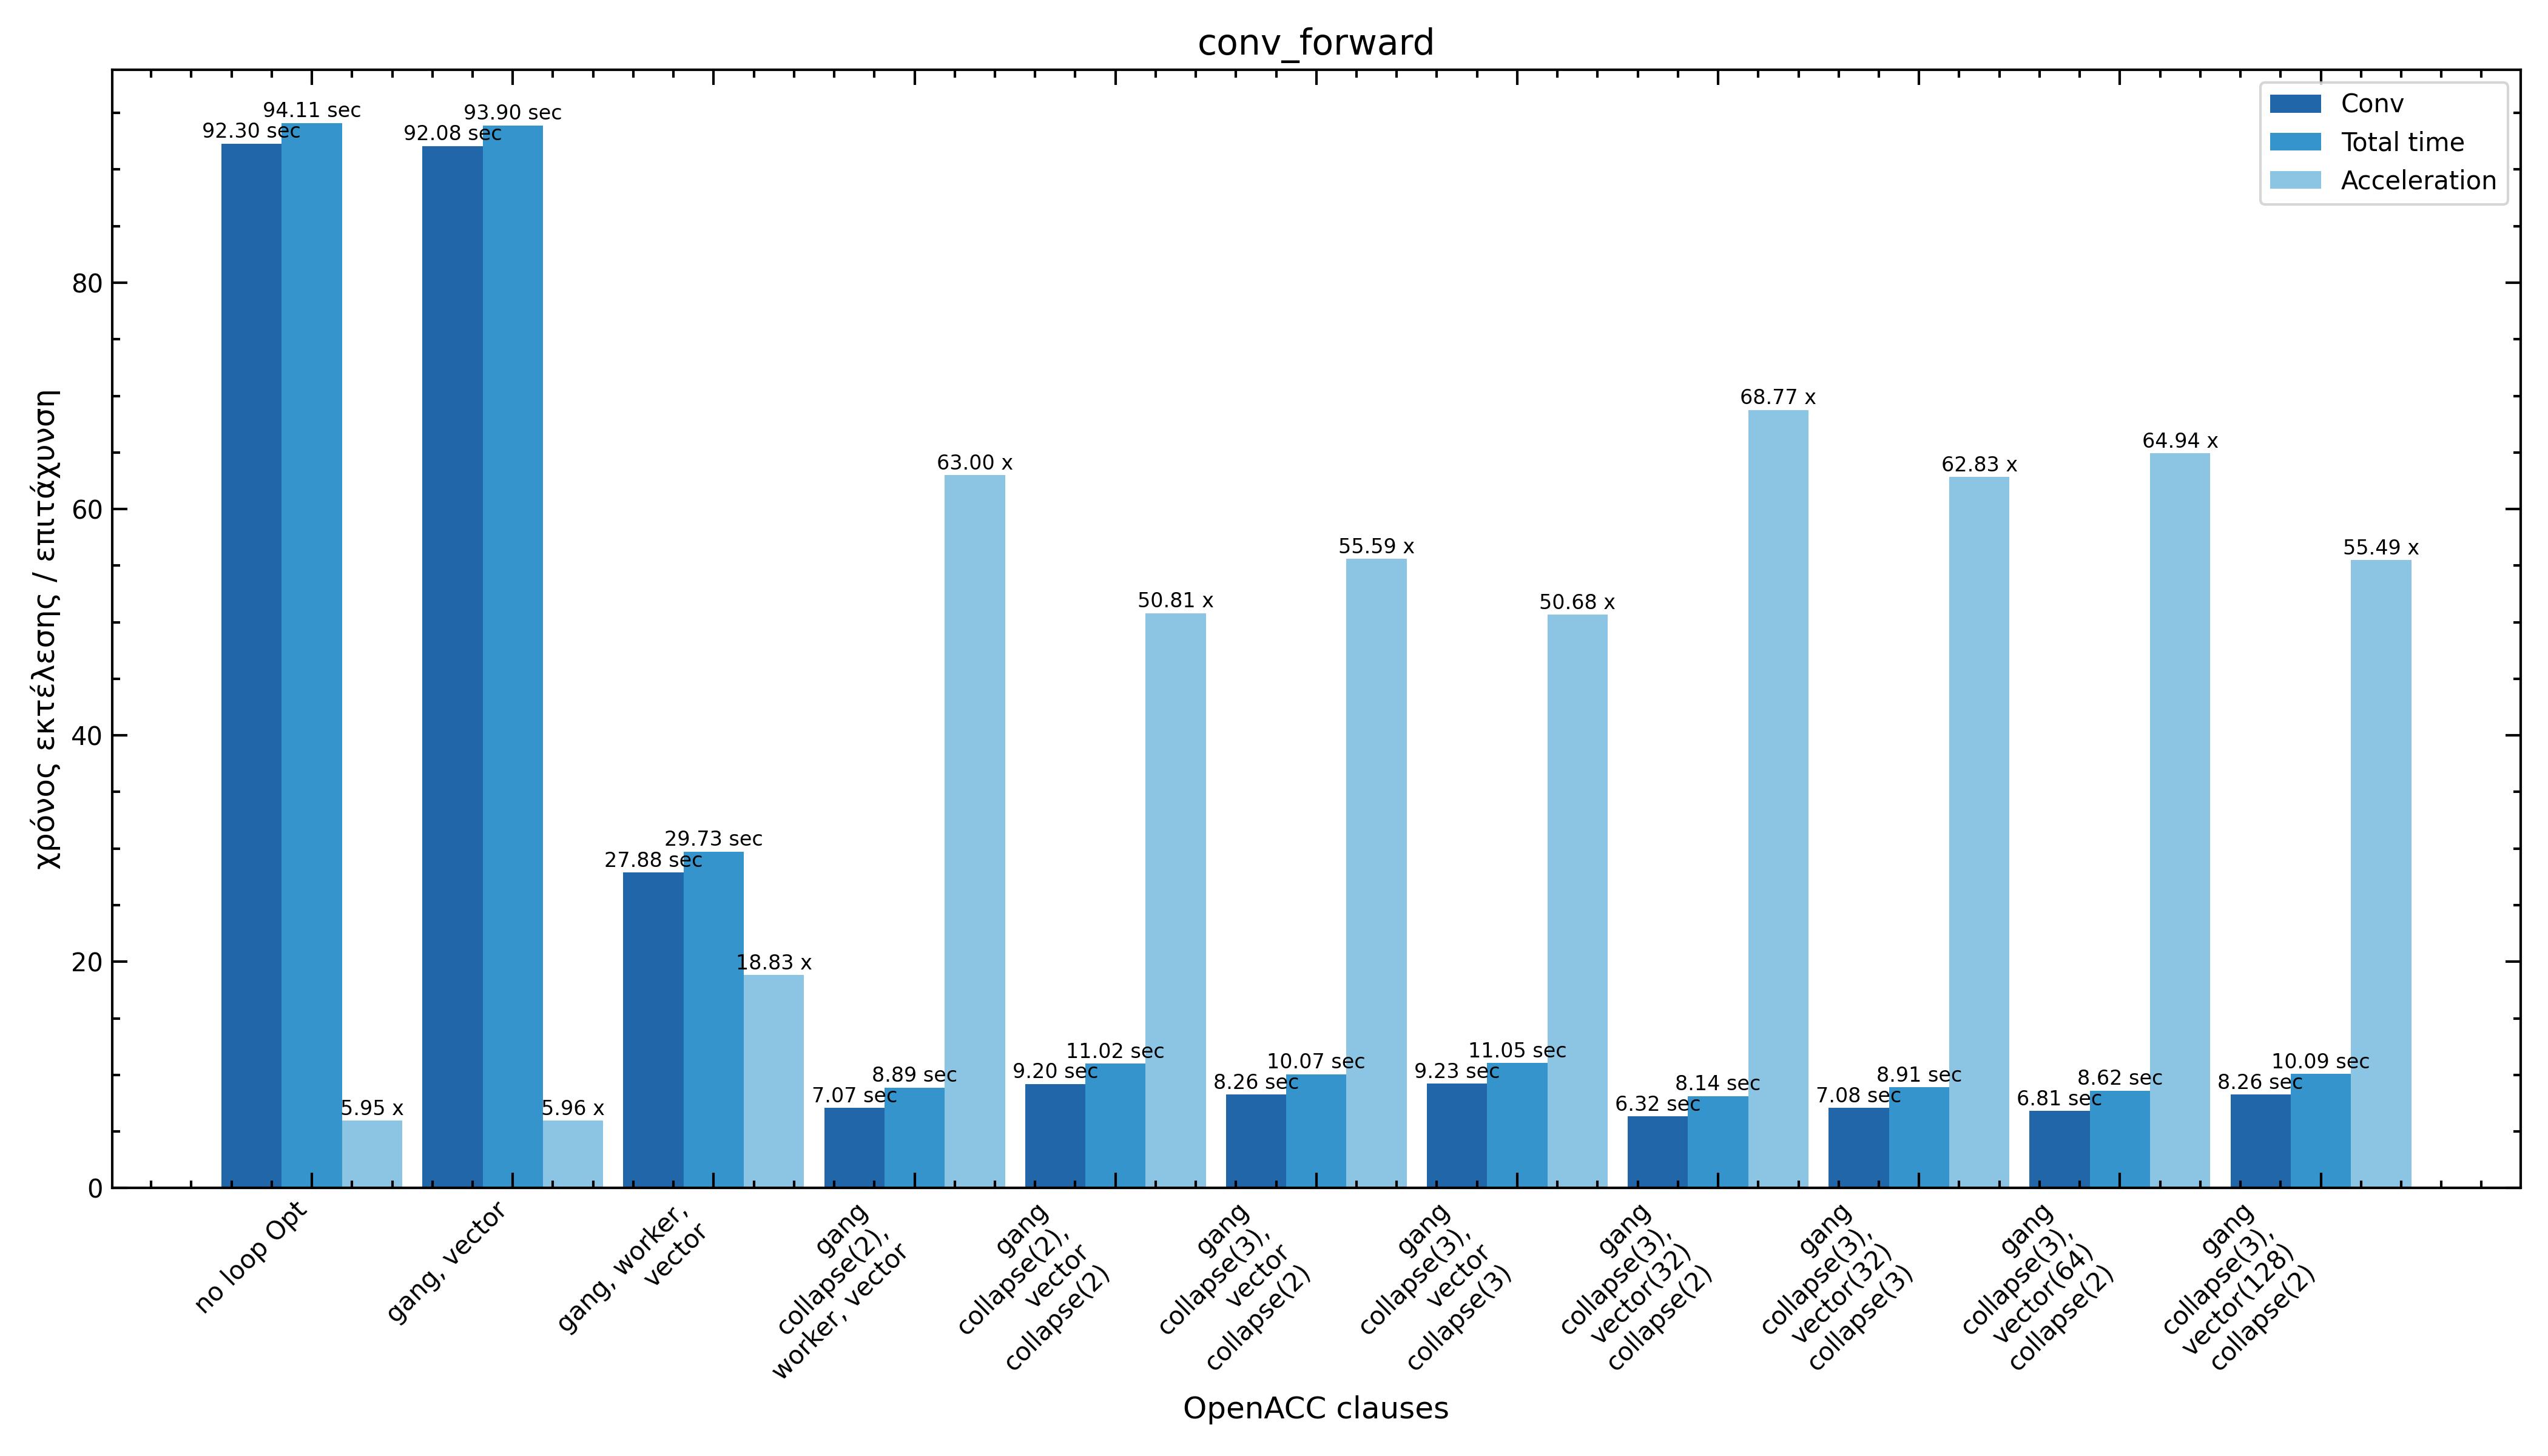 conv_forward
Conv
Total time
Acceleration
χρόνος εκτέλεσης / επιτάχυνση
80
60
40
20
0
92.30 sec
94.11 sec
5.95 x
92.08 sec
93.90 sec
5.96 x
27.88 sec
29.73 sec
18.83 x
7.07 sec
8.89 sec
63.00 x
9.20 sec
11.02 sec
50.81 x
8.26 sec
10.07 sec
55.59 x
9.23 sec
11.05 sec
50.68 x
6.32 sec
8.14 sec
68.77 x
7.08 sec
8.91 sec
62.83 x
6.81 sec
8.62 sec
64.94 x
8.26 sec
10.09 sec
55.49 x
no loop Opt
gang, vector
gang, worker,
vector
gang
collapse(2),
worker, vector
gang
collapse(2),
vector
collapse(2)
gang
collapse(3),
vector
collapse(2)
gang
collapse(3),
vector
collapse(3)
gang
collapse(3),
vector(32)
collapse(2)
gang
collapse(3),
vector(32)
collapse(3)
gang
collapse(3),
vector(64)
collapse(2)
gang
collapse(3),
vector(128)
collapse(2)
OpenACC clauses